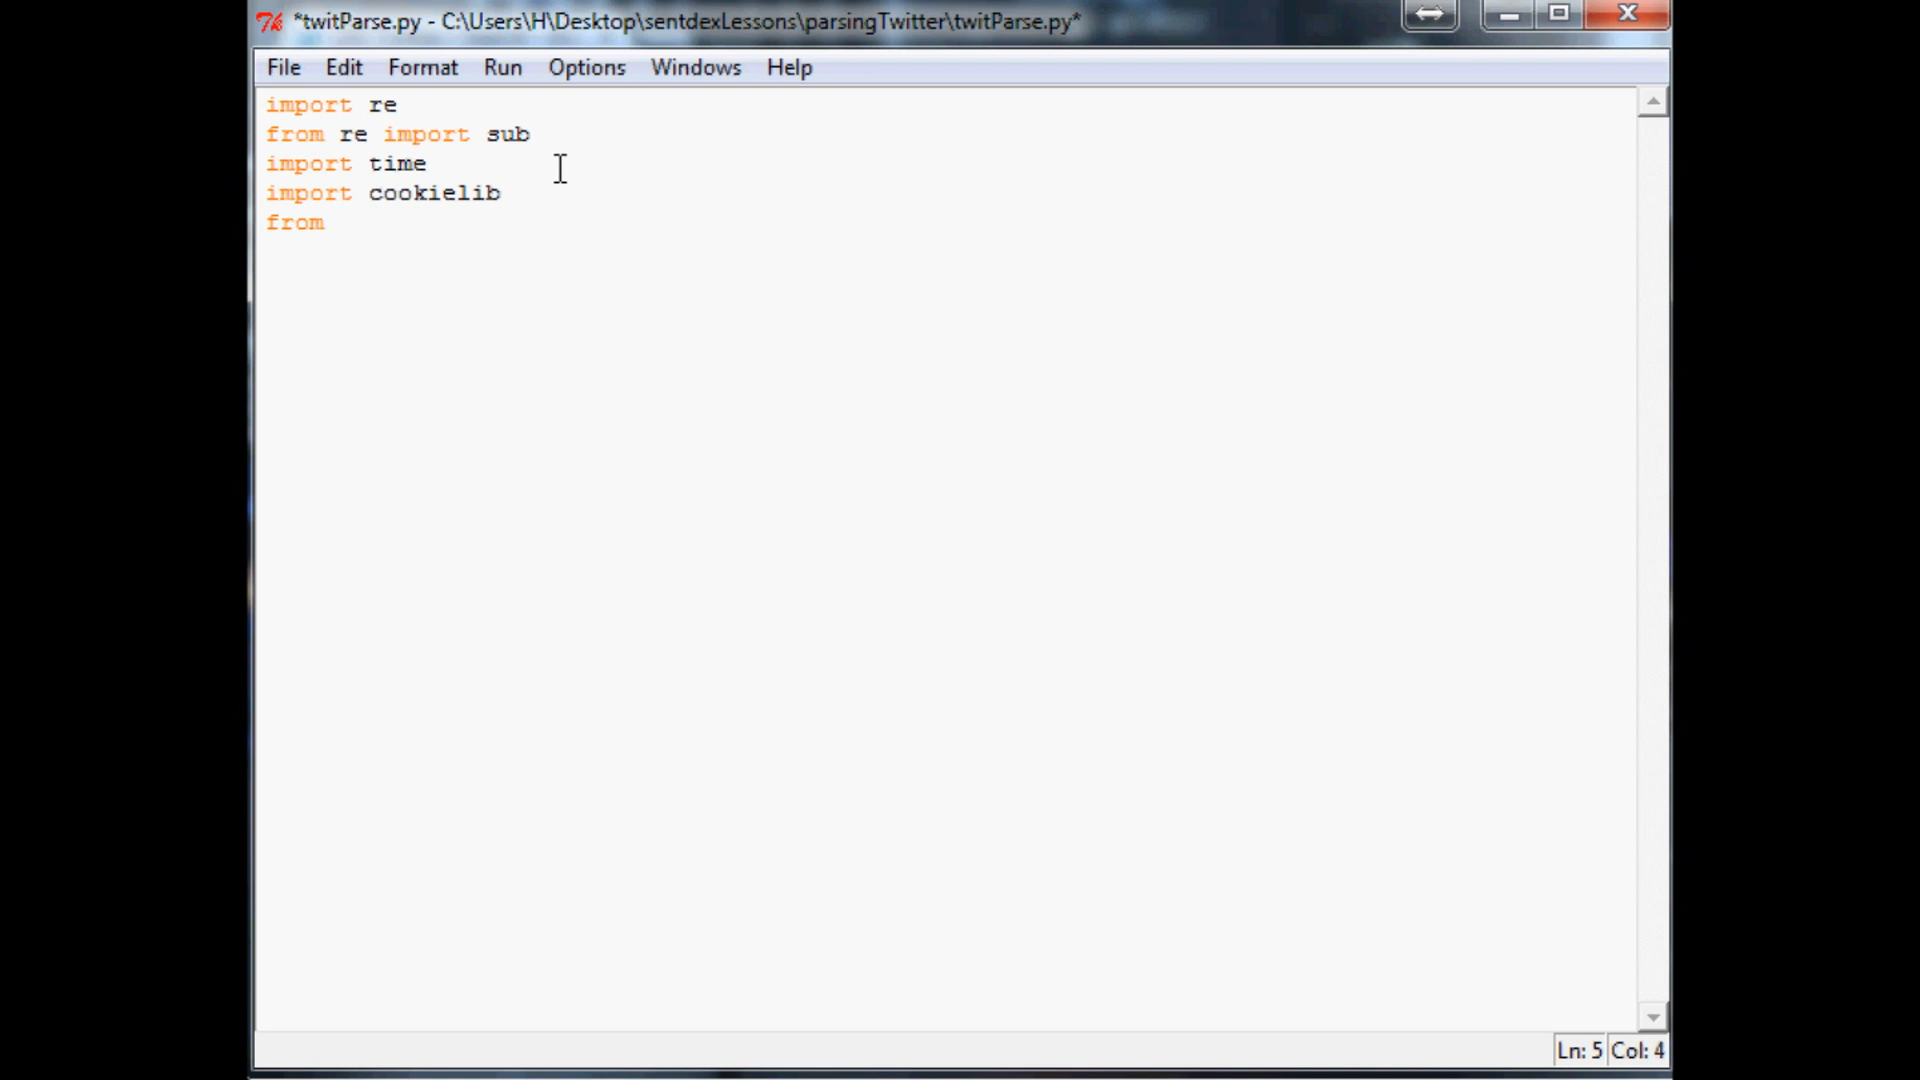 *twitParse.py - C:\Users\H\Desktop\sentdexLessons\parsingTwitter\twitParse.py*
File Edit Format Run Options Windows Help
import re
from re import sub
import time
import cookielib
from
Ln: 5 Col: 4